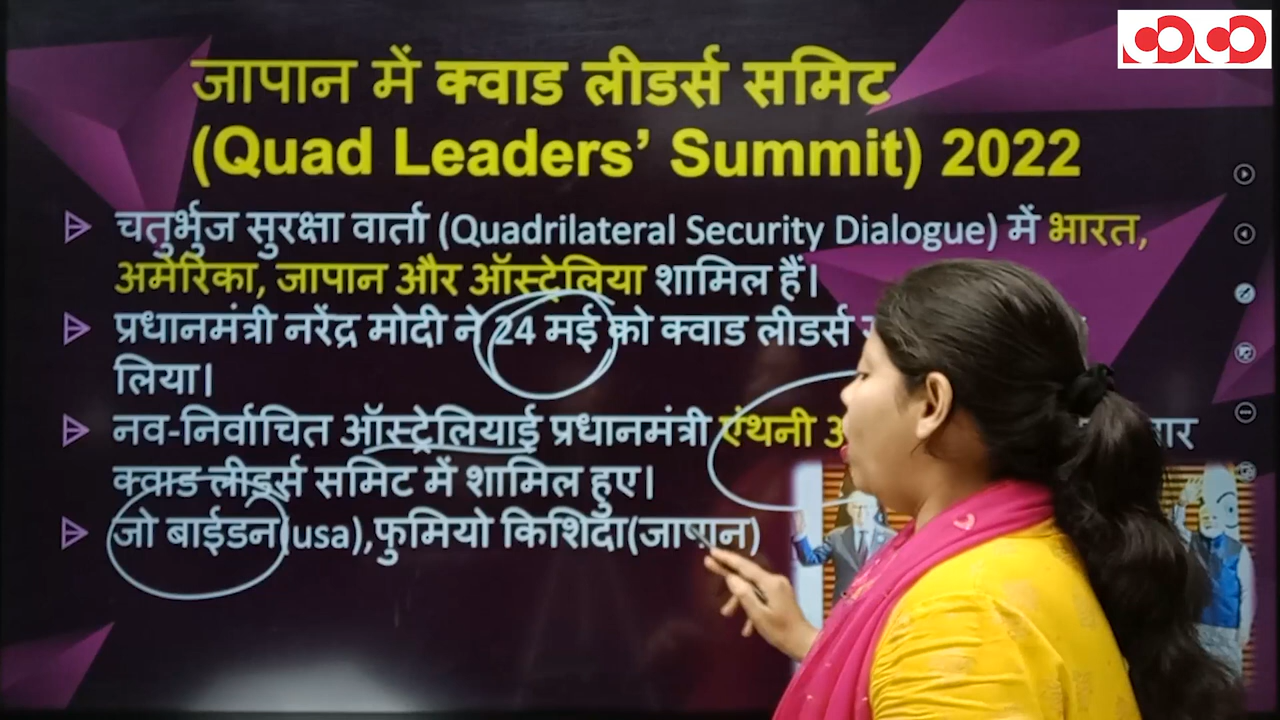 जापान में क्वाड लीडर्स समिट
(Quad Leaders’ Summit) 2022
चतुर्भुज सुरक्षा वार्ता (Quadrilateral Security Dialogue) में भारत,
अमेरिका, जापान और ऑस्ट्रेलिया शामिल हैं।
प्रधानमंत्री नरेंद्र मोदी ने 24 मई को क्वाड लीडर्स
लिया।
नव-निर्वाचित ऑस्ट्रेलियाई प्रधानमंत्री एंथनी
क्वाड लीडर्स समिट में शामिल हुए।
जो बाईडन(usa),फुमियो किशिदा(जापान)